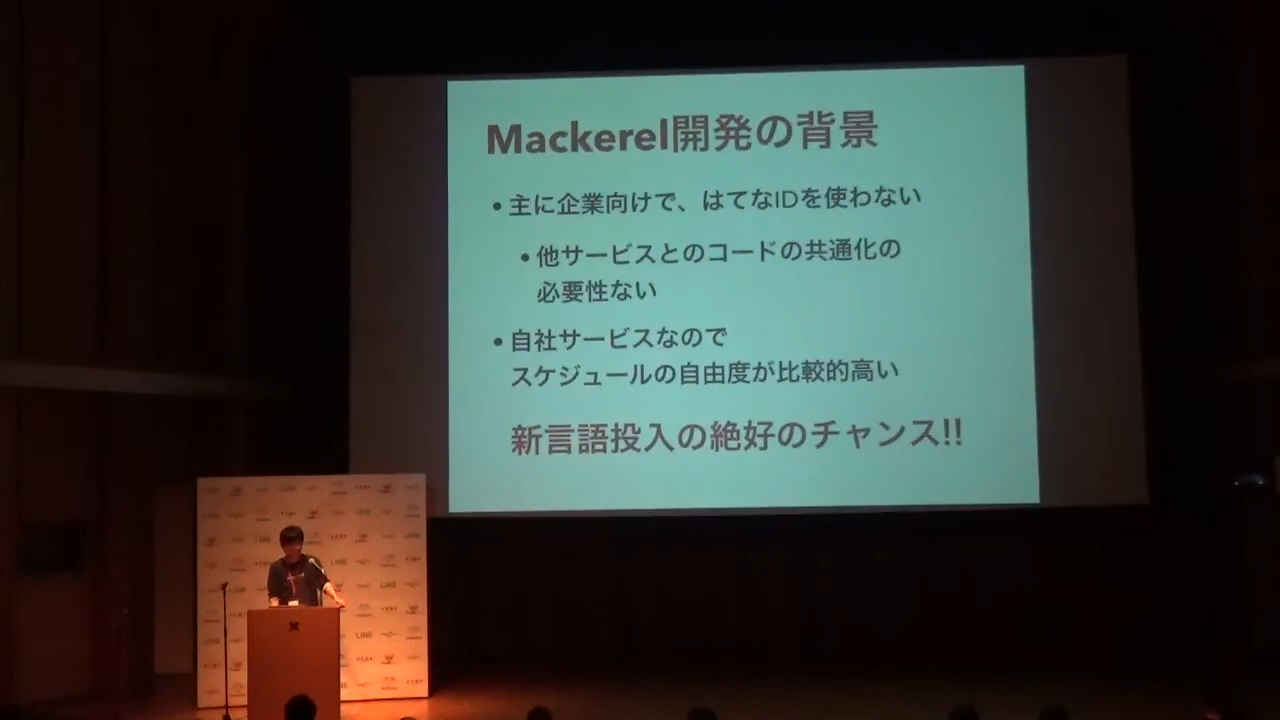 Mackerel開発の背景
• 主に企業向けで、はてなIDを使わない
• 他サービスとのコードの共通化の
必要性ない
• 自社サービスなので
スケジュールの自由度が比較的高い
新言語投入の絶好のチャンス!!
LINE
LINE
LINE